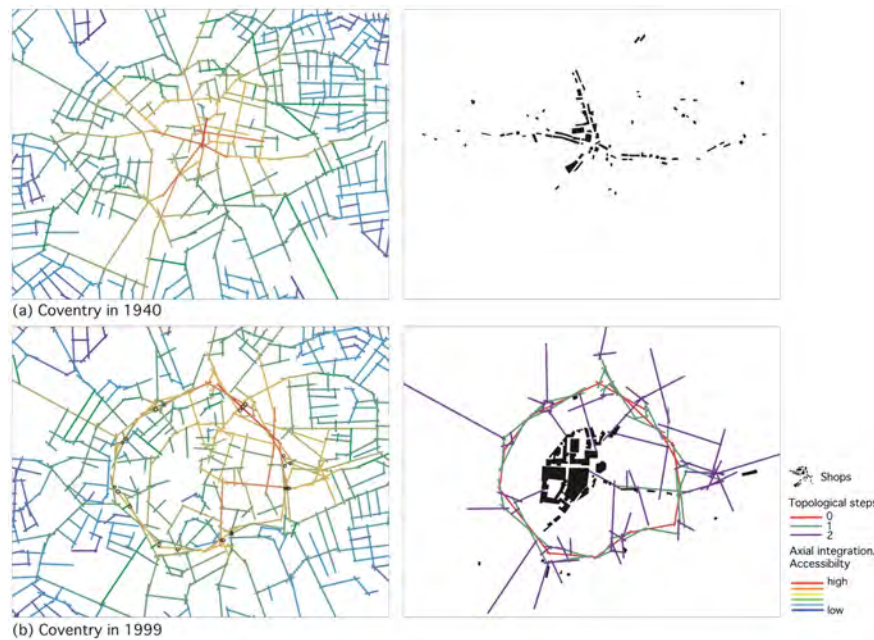 (a) Coventry in 1940
(b) Coventry in 1999
Shops
Topological steps
0
1
2
Axial integration.
Accessibilty
high
low